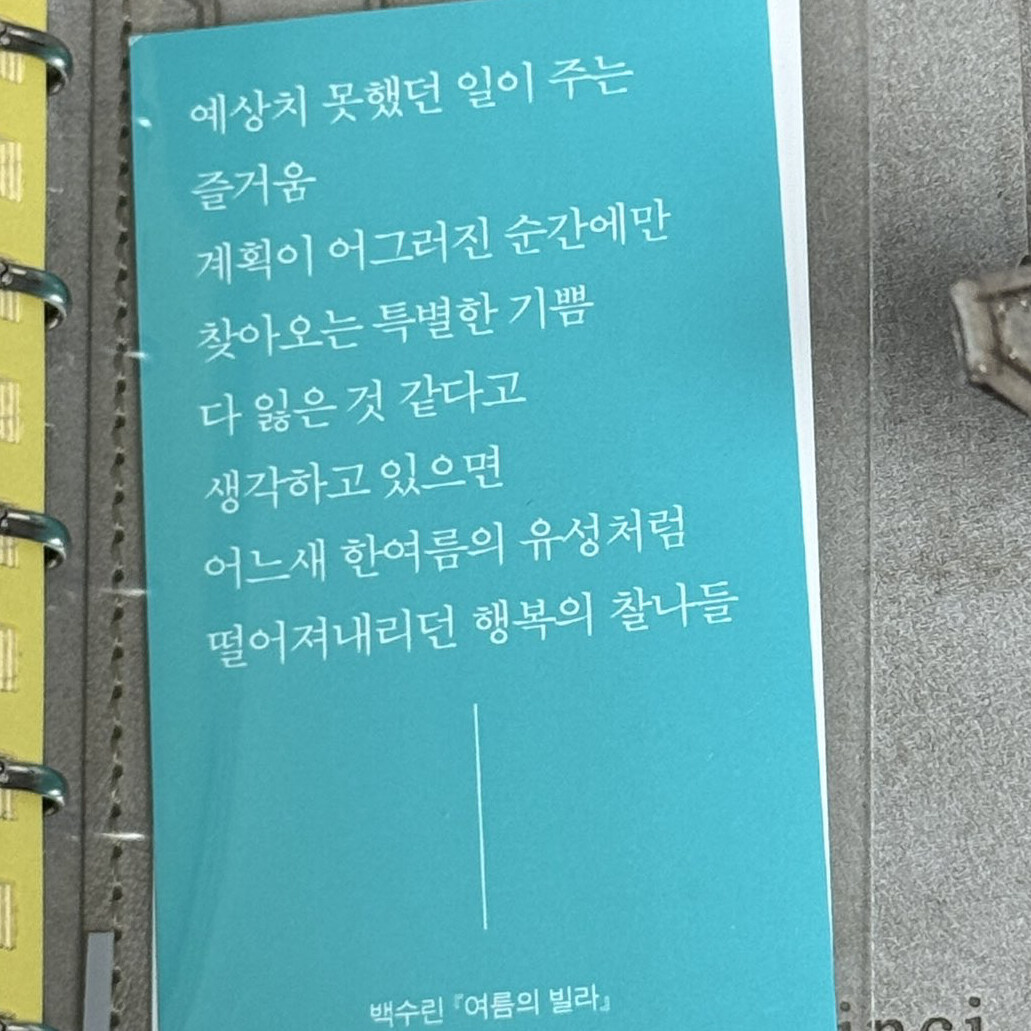 예상치 못했던 일이 주는
즐거움
계획이 어그러진 순간에만
찾아오는 특별한 기쁨
다 잃은 것 같다고
생각하고 있으면
어느새 한여름의 유성처럼
떨어져내리던 행복의 찰나들
백수린 『여름의 빌라』